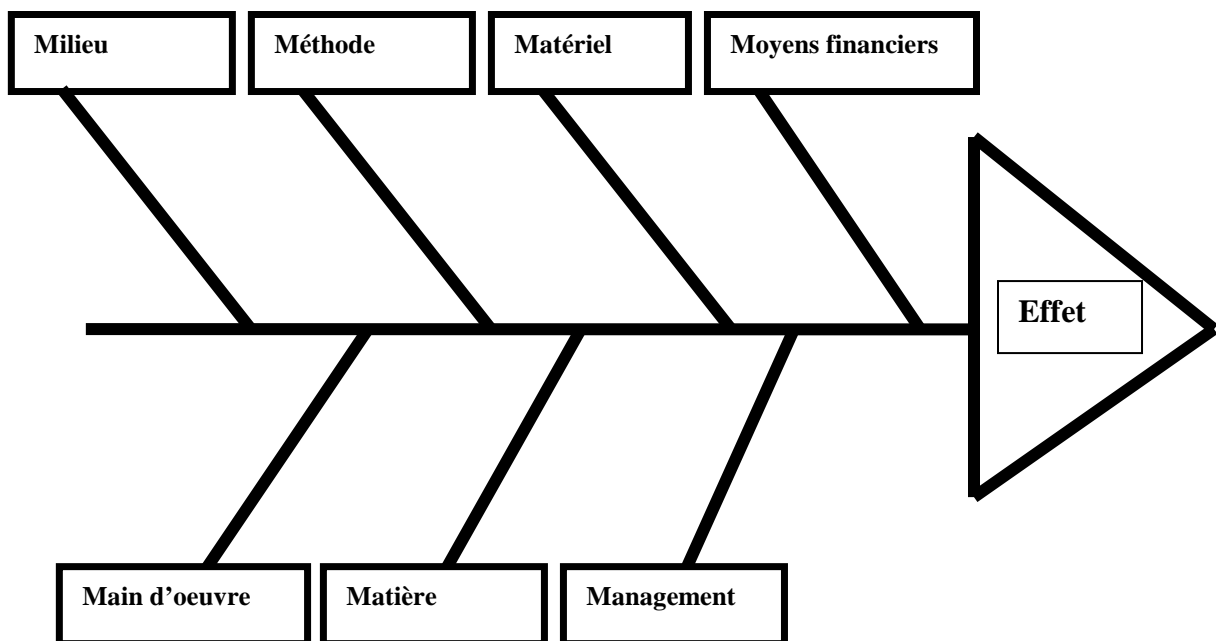 Milieu
Méthode
Matériel
Moyens financiers
Effet
Main d’oeuvre
Matière
Management